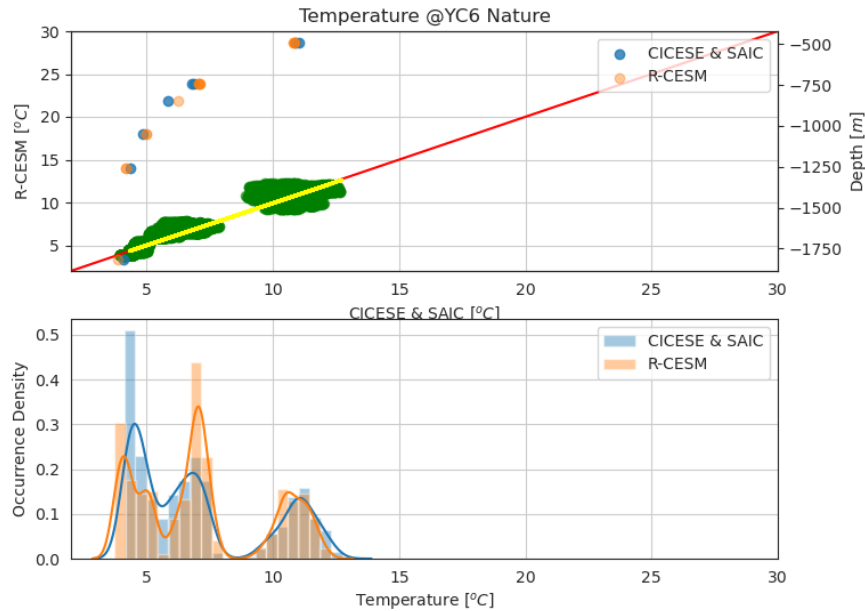 Temperature @YC6 Nature
30
25
20
15
10
5
R-CESM [°C]
CICESE & SAIC
R-CESM
−500
−750
−1000
−1250
−1500
−1750
Depth [m]
5 10 15 20 25 30
CICESE & SAIC [°C]
0.5
0.4
0.3
0.2
0.1
0.0
Occurrence Density
CICESE & SAIC
R-CESM
5 10 15 20 25 30
Temperature [°C]